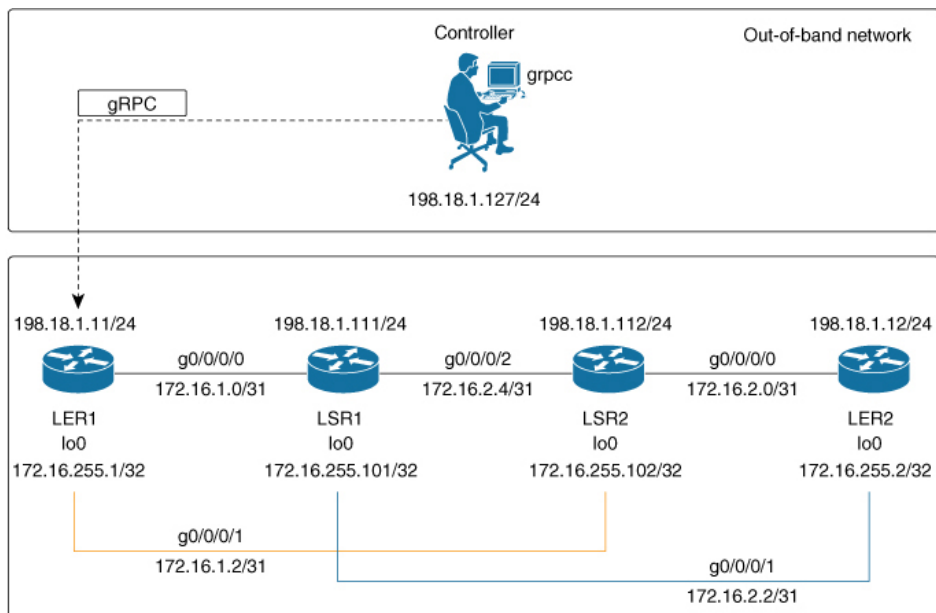 Controller
Out-of-band network
grpcc
gRPC
198.18.1.127/24
198.18.1.11/24
198.18.1.111/24
198.18.1.112/24
198.18.1.12/24
g0/0/0/0
g0/0/0/2
g0/0/0/0
172.16.1.0/31
172.16.2.4/31
172.16.2.0/31
LER1
LSR1
LSR2
LER2
lo0
lo0
lo0
lo0
172.16.255.1/32
172.16.255.101/32
172.16.255.102/32
172.16.255.2/32
g0/0/0/1
172.16.1.2/31
g0/0/0/1
172.16.2.2/31